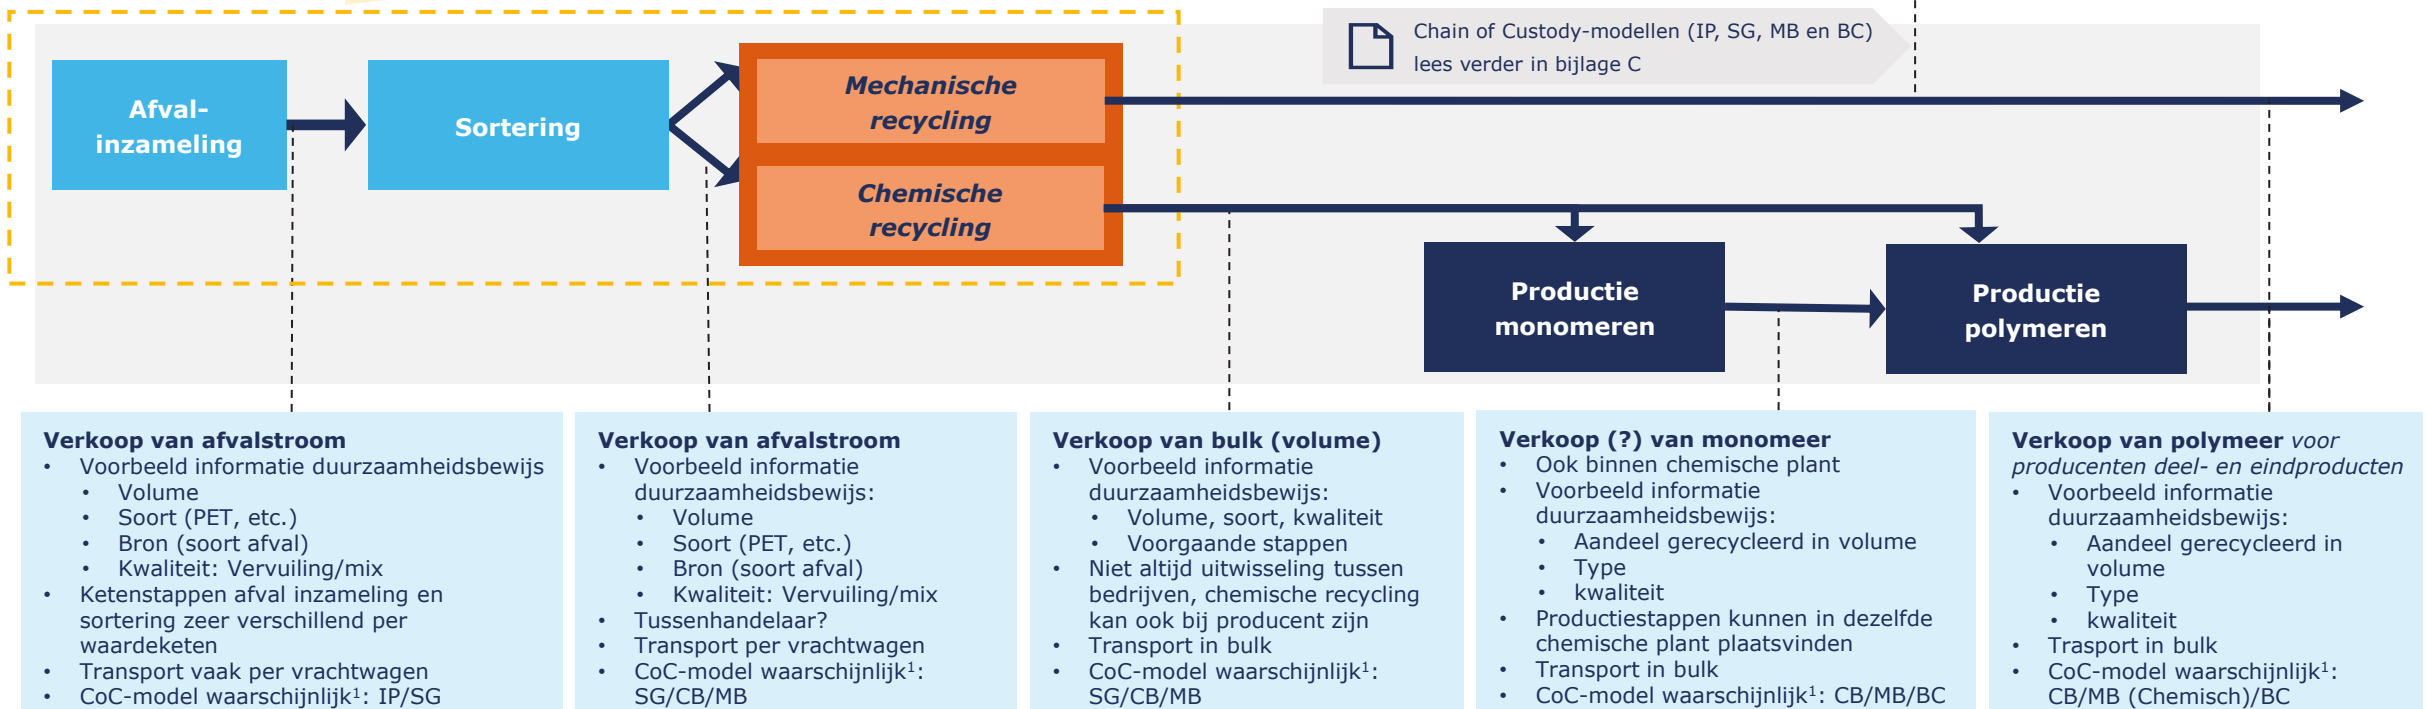 Chain of Custody-modellen (IP, SG, MB en BC)
lees verder in bijlage C
Afval-
inzameling
Sortering
Mechanische
recycling
Chemische
recycling
Productie
monomeren
Productie
polymeren
Verkoop van afvalstroom
• Voorbeeld informatie duurzaamheidsbewijs
• Volume
• Soort (PET, etc.)
• Bron (soort afval)
• Kwaliteit: Vervuiling/mix
• Ketenstappen afval inzameling en
sortering zeer verschillend per
waardeketen
• Transport vaak per vrachtwagen
• CoC-model waarschijnlijk¹: IP/SG
Verkoop van afvalstroom
• Voorbeeld informatie
duurzaamheidsbewijs:
• Volume
• Soort (PET, etc.)
• Bron (soort afval)
• Kwaliteit: Vervuiling/mix
• Tussenhandelaar?
• Transport per vrachtwagen
• CoC-model waarschijnlijk¹:
SG/CB/MB
Verkoop van bulk (volume)
• Voorbeeld informatie
duurzaamheidsbewijs:
• Volume, soort, kwaliteit
• Voorgaande stappen
• Niet altijd uitwisseling tussen
bedrijven, chemische recycling
kan ook bij producent zijn
• Transport in bulk
• CoC-model waarschijnlijk¹:
SG/CB/MB
Verkoop (?) van monomeer
• Ook binnen chemische plant
• Voorbeeld informatie
duurzaamheidsbewijs:
• Aandeel gerecycleerd in volume
• Type
• kwaliteit
• Productiestappen kunnen in dezelfde
chemische plant plaatsvinden
• Transport in bulk
• CoC-model waarschijnlijk¹: CB/MB/BC
Verkoop van polymeer voor
producenten deel- en eindproducten
• Voorbeeld informatie
duurzaamheidsbewijs:
• Aandeel gerecycleerd in
volume
• Type
• kwaliteit
• Trasport in bulk
• CoC-model waarschijnlijk¹:
CB/MB (Chemisch)/BC